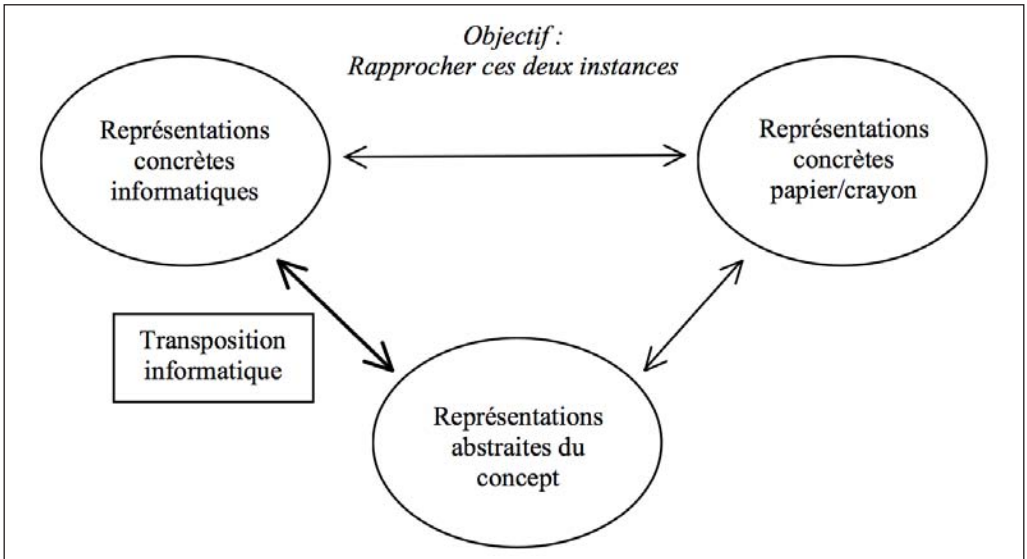 Objectif :
Rapprocher ces deux instances
Représentations
concrètes
informatiques
Représentations
concrètes
papier/crayon
Transposition
informatique
Représentations
abstraites du
concept